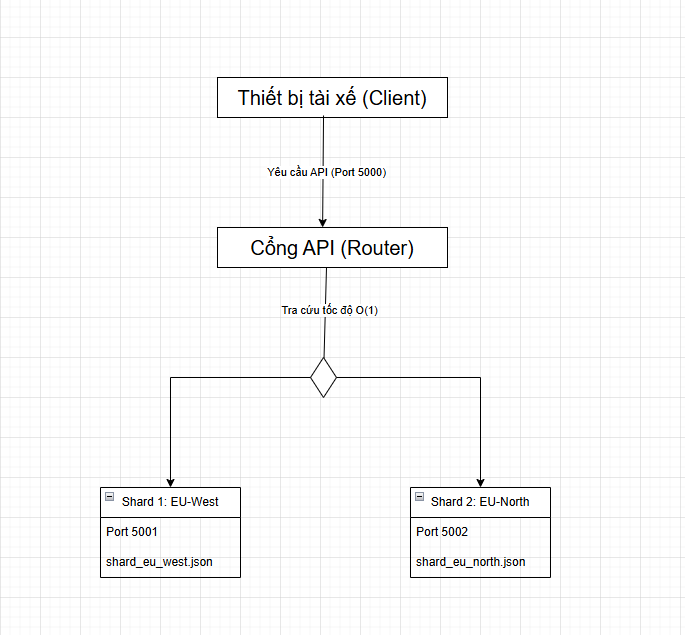 Thiết bị tài xế (Client)
Yêu cầu API (Port 5000)
Cổng API (Router)
Tra cứu tốc độ O(1)
Shard 1: EU-West
Port 5001
shard_eu_west.json
Shard 2: EU-North
Port 5002
shard_eu_north.json